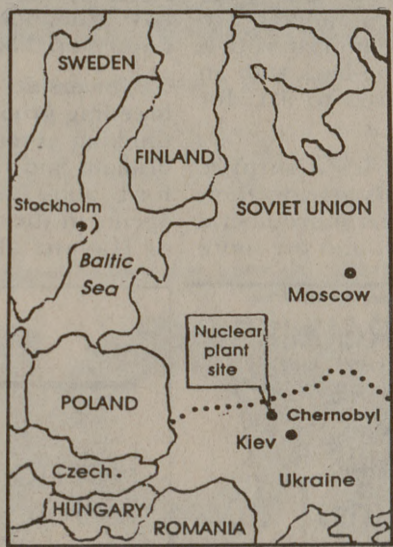 SWEDEN
FINLAND
Stockholm
SOVIET UNION
Baltic
Sea
Moscow
Nuclear
plant
site
POLAND
Chernobyl
Kiev
Czech.
Ukraine
HUNGARY
ROMANIA